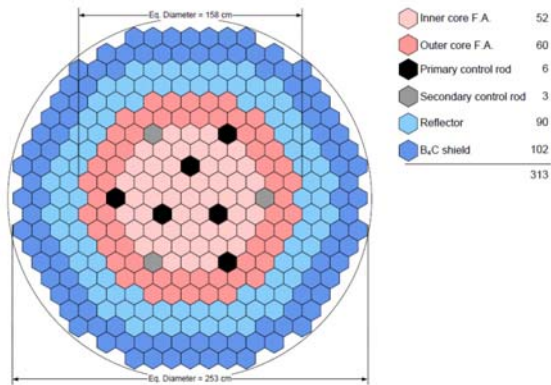 Eq. Diameter = 158 cm
Inner core F.A. 52
Outer core F.A. 60
Primary control rod 6
Secondary control rod 3
Reflector 90
B₄C shield 102
313
Eq. Diameter = 253 cm